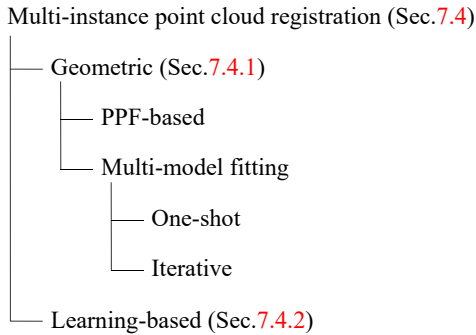 Multi-instance point cloud registration (Sec.7.4)
Geometric (Sec.7.4.1)
PPF-based
Multi-model fitting
One-shot
Iterative
Learning-based (Sec.7.4.2)